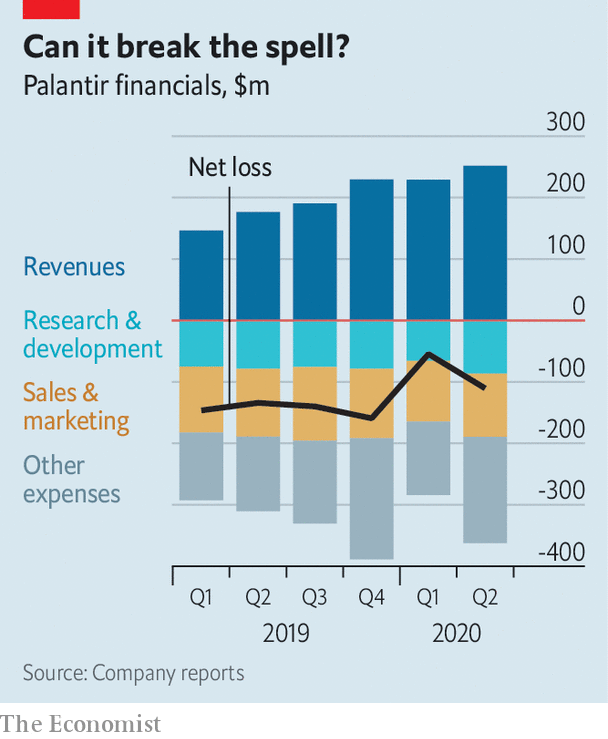 Can it break the spell?
Palantir financials, $m
300
Net loss
200
Revenues
100
0
Research &
development
-100
Sales &
marketing
-200
Other
expenses
-300
-400
Q1 Q2 Q3 Q4 Q1 Q2
2019 2020
Source: Company reports
The Economist